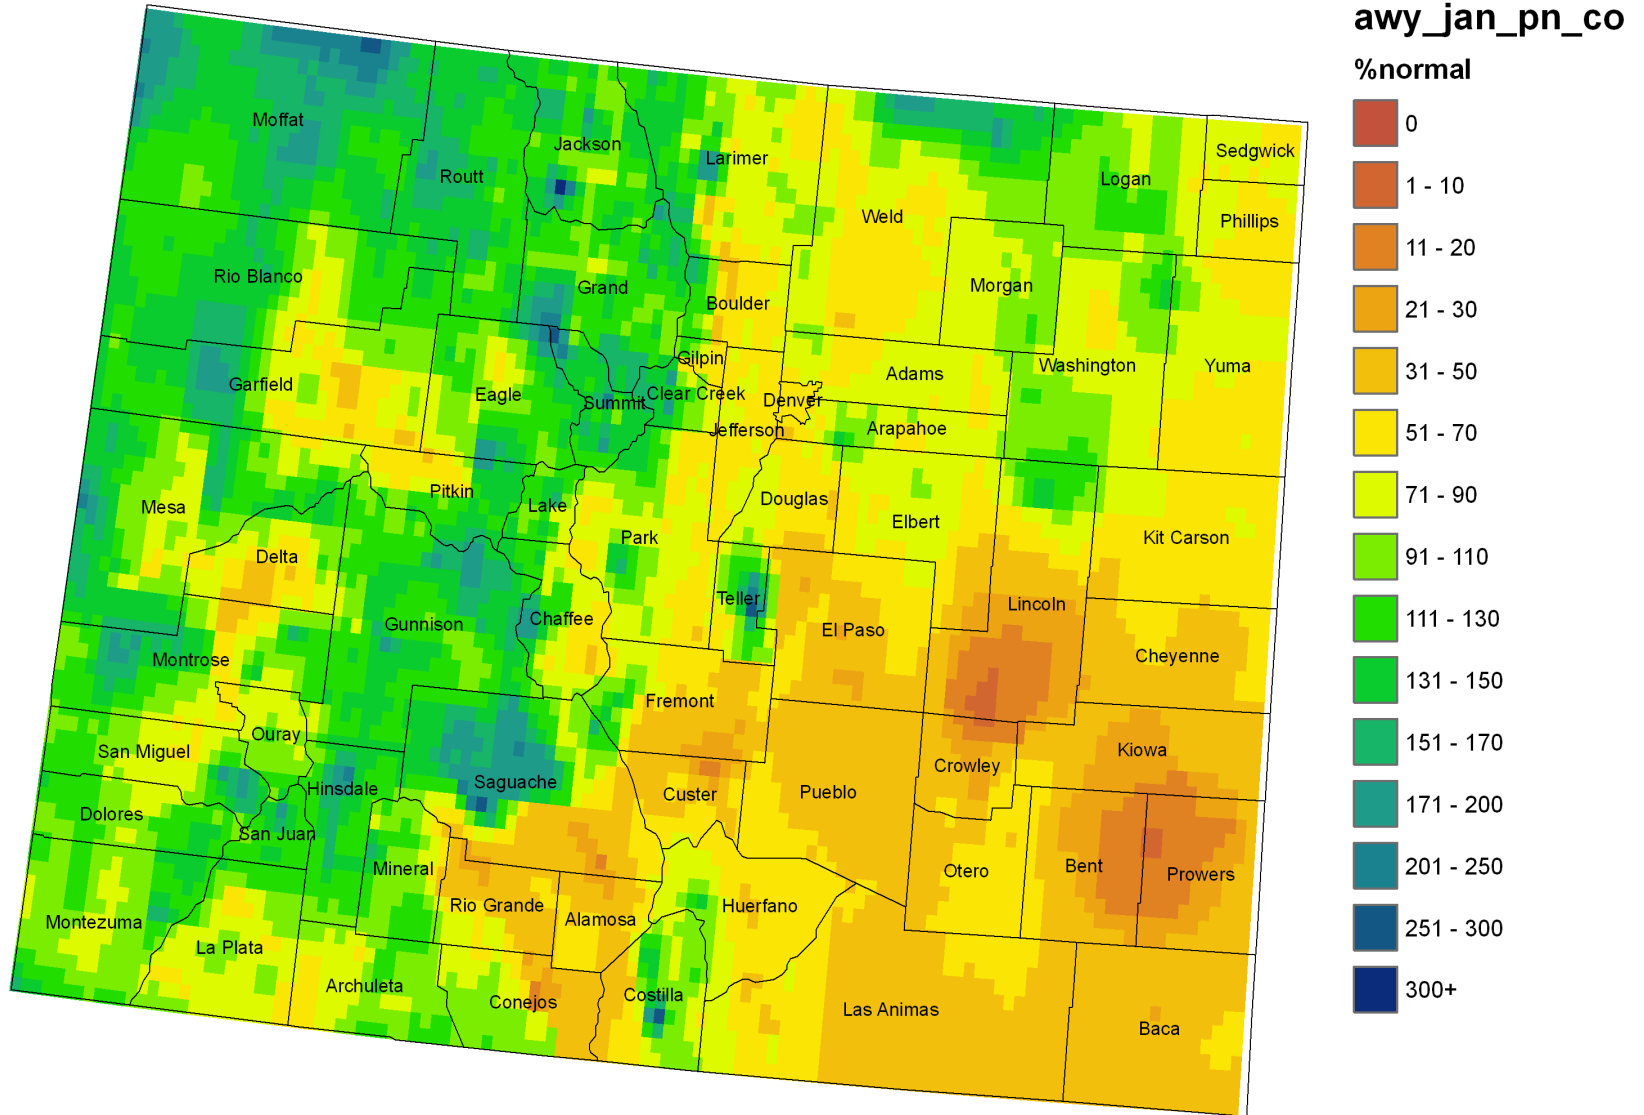 awy_jan_pn_co
%normal
0
1 - 10
11 - 20
21 - 30
31 - 50
51 - 70
71 - 90
91 - 110
111 - 130
131 - 150
151 - 170
171 - 200
201 - 250
251 - 300
300+
Moffat
Routt
Jackson
Larimer
Weld
Logan
Sedgwick
Phillips
Rio Blanco
Grand
Boulder
Morgan
Washington
Yuma
Garfield
Eagle
Summit
Gilpin
Clear Creek
Jefferson
Denver
Adams
Arapahoe
Mesa
Pitkin
Lake
Park
Douglas
Elbert
Kit Carson
Delta
Gunnison
Chaffee
Teller
El Paso
Lincoln
Cheyenne
Montrose
Fremont
San Miguel
Ouray
Hinsdale
Saguache
Custer
Pueblo
Crowley
Kiowa
Dolores
San Juan
Mineral
Rio Grande
Alamosa
Huerfano
Otero
Bent
Prowers
Montezuma
La Plata
Archuleta
Conejos
Costilla
Las Animas
Baca